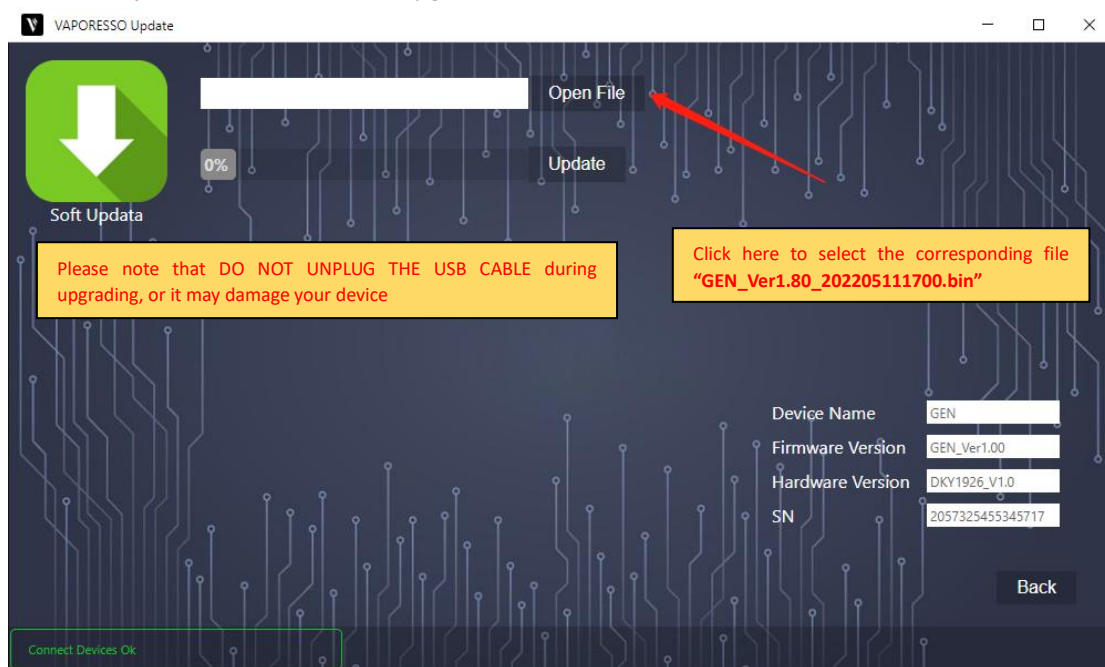 VAPORESSO Update
Open File
0%
Update
Soft Updata
Please note that DO NOT UNPLUG THE USB CABLE during
upgrading, or it may damage your device
Click here to select the corresponding file
“GEN_Ver1.80_202205111700.bin”
Device Name GEN
Firmware Version GEN_Ver1.00
Hardware Version DKY1926_V1.0
SN 2057325455345717
Back
Connect Devices Ok